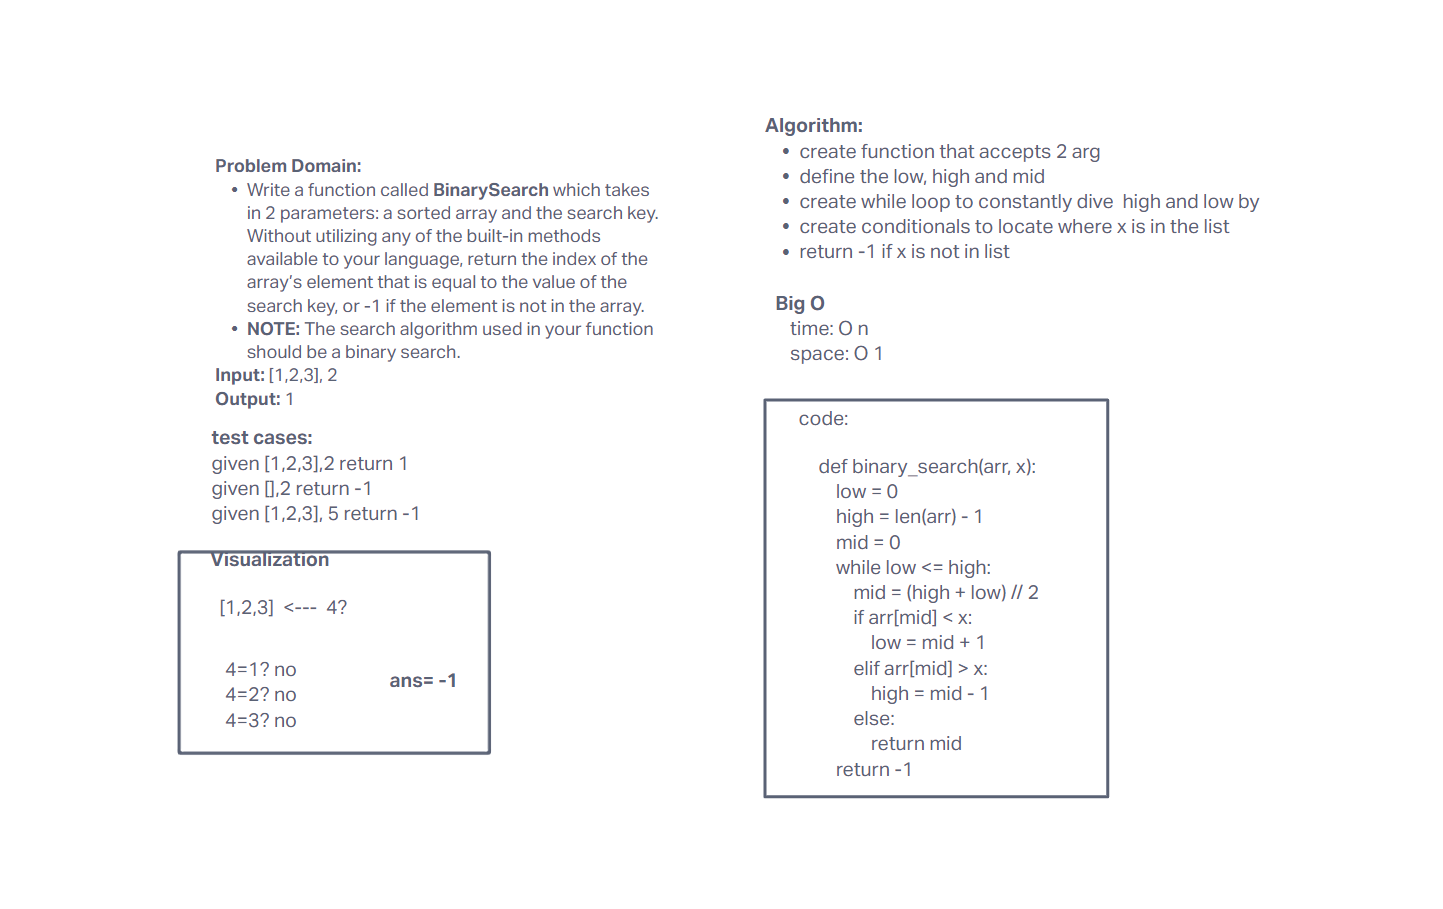 Problem Domain:
• Write a function called BinarySearch which takes
in 2 parameters: a sorted array and the search key.
Without utilizing any of the built-in methods
available to your language, return the index of the
array’s element that is equal to the value of the
search key, or -1 if the element is not in the array.
• NOTE: The search algorithm used in your function
should be a binary search.
Input: [1,2,3], 2
Output: 1
test cases:
given [1,2,3],2 return 1
given [],2 return -1
given [1,2,3], 5 return -1
Visualization
[1,2,3] <--- 4?
4=1? no
4=2? no
4=3? no
ans= -1
Algorithm:
• create function that accepts 2 arg
• define the low, high and mid
• create while loop to constantly dive high and low by
• create conditionals to locate where x is in the list
• return -1 if x is not in list
Big O
time: O n
space: O 1
code:
def binary_search(arr, x):
low = 0
high = len(arr) - 1
mid = 0
while low <= high:
mid = (high + low) // 2
if arr[mid] < x:
low = mid + 1
elif arr[mid] > x:
high = mid - 1
else:
return mid
return -1